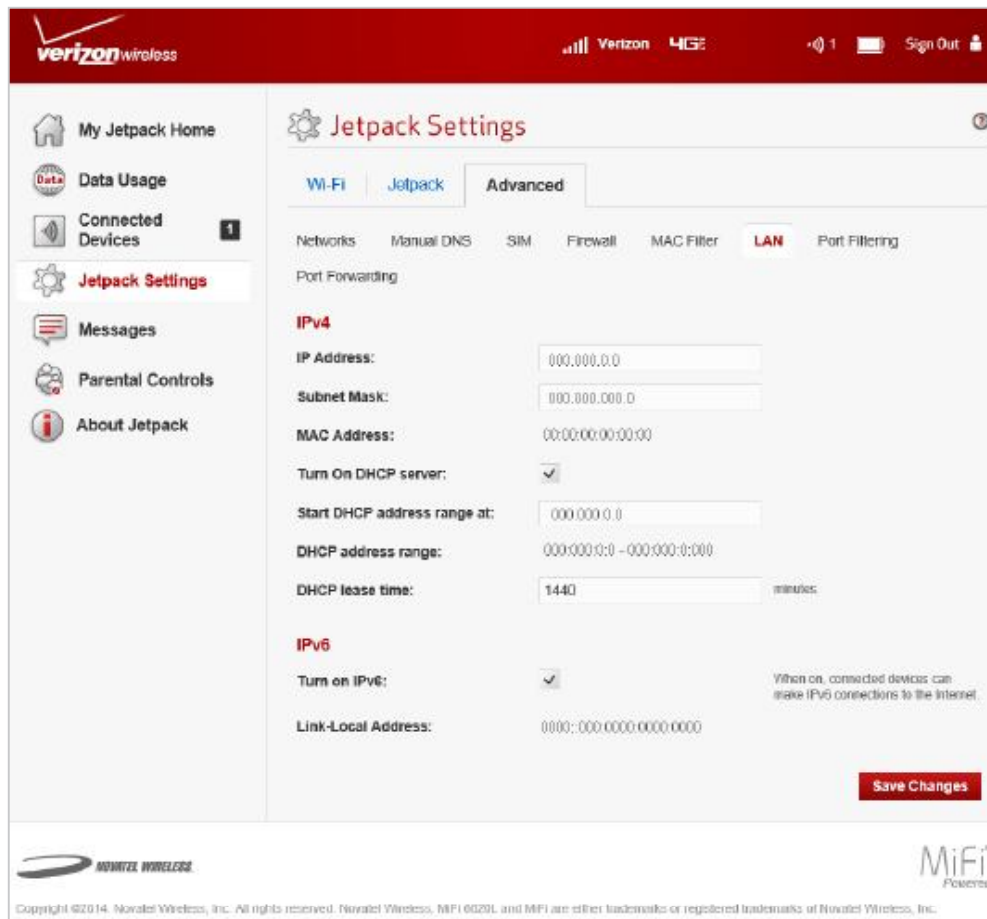 verizonwireless
Verizon 4GE
1
Sign Out
My Jetpack Home
Data
Data Usage
Connected Devices
1
Jetpack Settings
Messages
Parental Controls
About Jetpack
Jetpack Settings
?
Wi-Fi Jetpack Advanced
Networks Manual DNS SIM Firewall MAC Filter LAN Port Filtering
Port Forwarding
IPv4
IP Address: 000.000.0.0
Subnet Mask: 000.000.000.0
MAC Address: 00:00:00:00:00:00
Turn On DHCP server:
Start DHCP address range at: 000.000.0.0
DHCP address range: 000:000:0:0 - 000:000:0:000
DHCP lease time: 1440 minutes
IPv6
Turn on IPv6:
When on, connected devices can
make IPv6 connections to the Internet.
Link-Local Address: 0000::000:0000:0000:0000
Save Changes
NOVATEL WIRELESS.
MiFi
Powered
Copyright ©2014. Novatel Wireless, Inc. All rights reserved. Novatel Wireless, MiFi 6620L and MiFi are either trademarks or registered trademarks of Novatel Wireless, Inc.